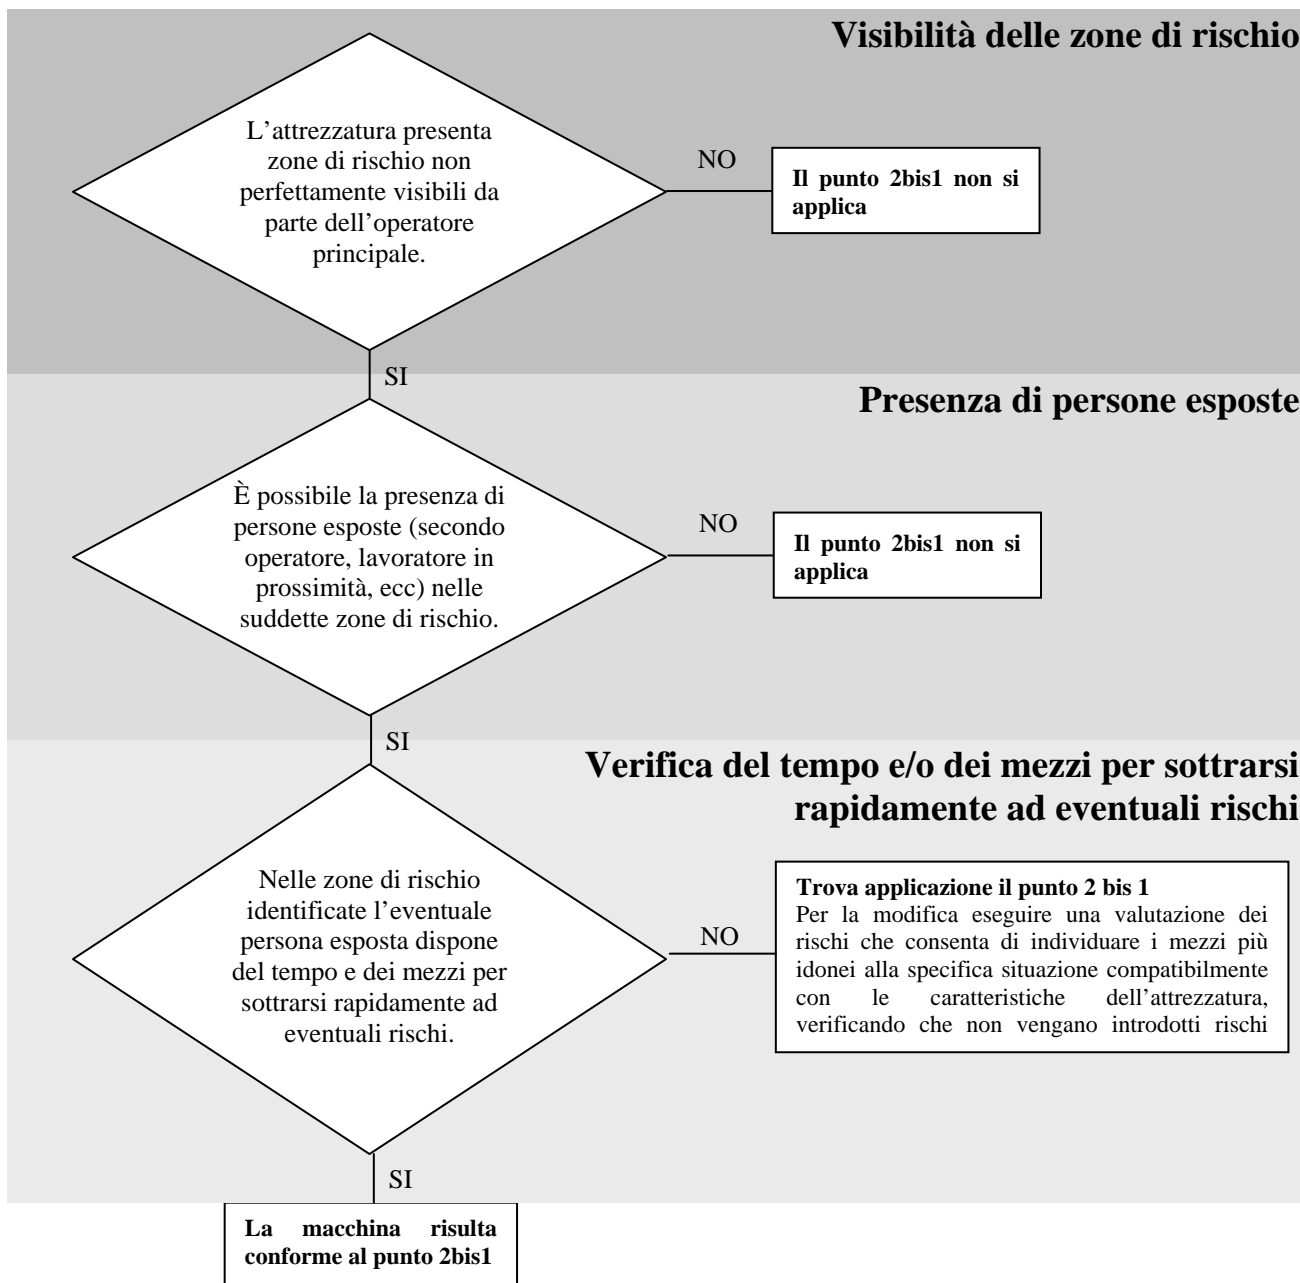 Visibilità delle zone di rischio
L’attrezzatura presenta
zone di rischio non
perfettamente visibili da
parte dell’operatore
principale.
NO
Il punto 2bis1 non si
applica
SI
Presenza di persone esposte
È possibile la presenza di
persone esposte (secondo
operatore, lavoratore in
prossimità, ecc) nelle
suddette zone di rischio.
NO
Il punto 2bis1 non si
applica
SI
Verifica del tempo e/o dei mezzi per sottrarsi
rapidamente ad eventuali rischi
Nelle zone di rischio
identificate l’eventuale
persona esposta dispone
del tempo e dei mezzi per
sottrarsi rapidamente ad
eventuali rischi.
NO
Trova applicazione il punto 2 bis 1
Per la modifica eseguire una valutazione dei
rischi che consenta di individuare i mezzi più
idonei alla specifica situazione compatibilmente
con le caratteristiche dell’attrezzatura,
verificando che non vengano introdotti rischi
SI
La macchina risulta
conforme al punto 2bis1